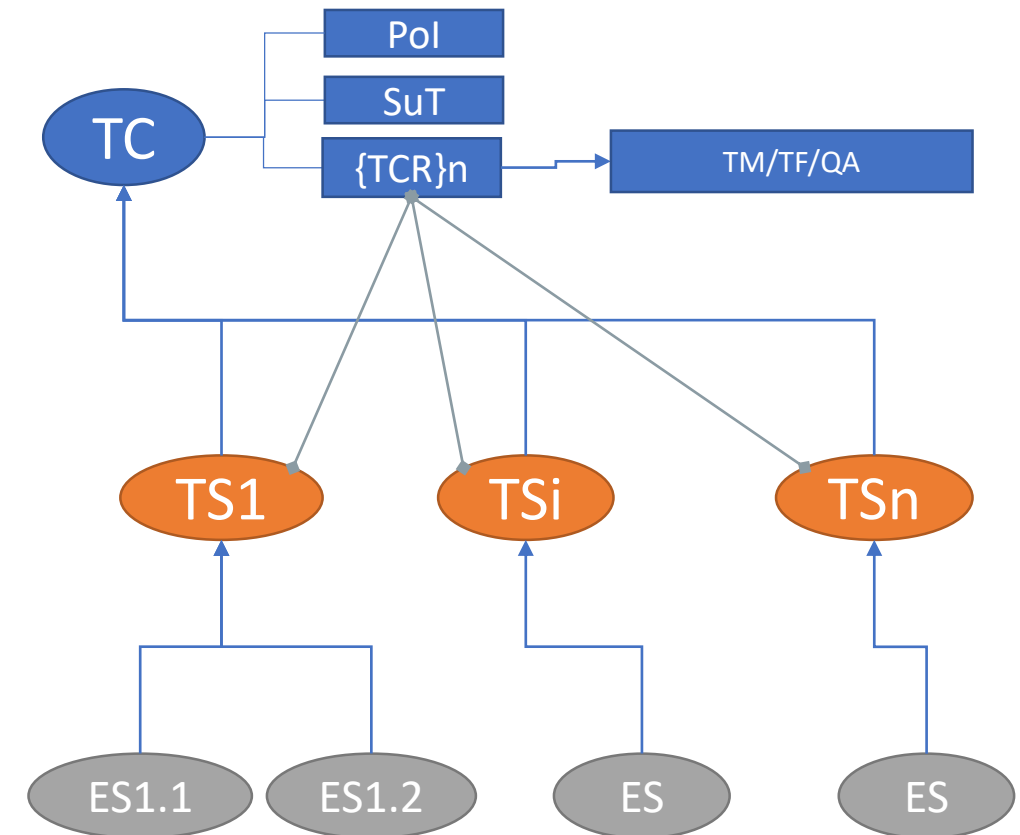 PoI
SuT
TC
{TCR}n
TM/TF/QA
TS1
TSi
TSn
ES1.1
ES1.2
ES
ES